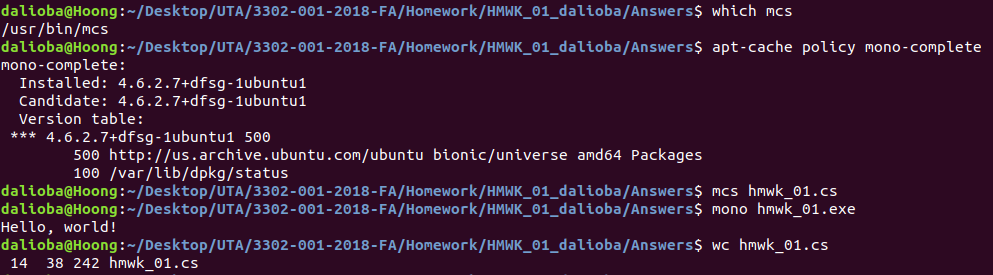 dalioba@Hoong:~/Desktop/UTA/3302-001-2018-FA/Homework/HMWK_01_dalioba/Answers$ which mcs
/usr/bin/mcs
dalioba@Hoong:~/Desktop/UTA/3302-001-2018-FA/Homework/HMWK_01_dalioba/Answers$ apt-cache policy mono-complete
mono-complete:
  Installed: 4.6.2.7+dfsg-1ubuntu1
  Candidate: 4.6.2.7+dfsg-1ubuntu1
  Version table:
 *** 4.6.2.7+dfsg-1ubuntu1 500
        500 http://us.archive.ubuntu.com/ubuntu bionic/universe amd64 Packages
        100 /var/lib/dpkg/status
dalioba@Hoong:~/Desktop/UTA/3302-001-2018-FA/Homework/HMWK_01_dalioba/Answers$ mcs hmwk_01.cs
dalioba@Hoong:~/Desktop/UTA/3302-001-2018-FA/Homework/HMWK_01_dalioba/Answers$ mono hmwk_01.exe
Hello, world!
dalioba@Hoong:~/Desktop/UTA/3302-001-2018-FA/Homework/HMWK_01_dalioba/Answers$ wc hmwk_01.cs
 14  38 242 hmwk_01.cs